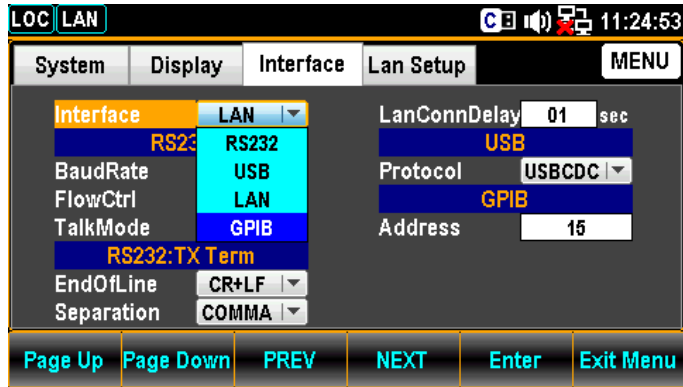 LOC LAN C 11:24:53
System Display Interface Lan Setup MENU
Interface LAN LanConnDelay 01 sec
RS23 RS232 USB
BaudRate USB Protocol USBCDC
FlowCtrl LAN GPIB
TalkMode GPIB Address 15
RS232:TX Term
EndOfLine CR+LF
Separation COMMA
Page Up Page Down PREV NEXT Enter Exit Menu